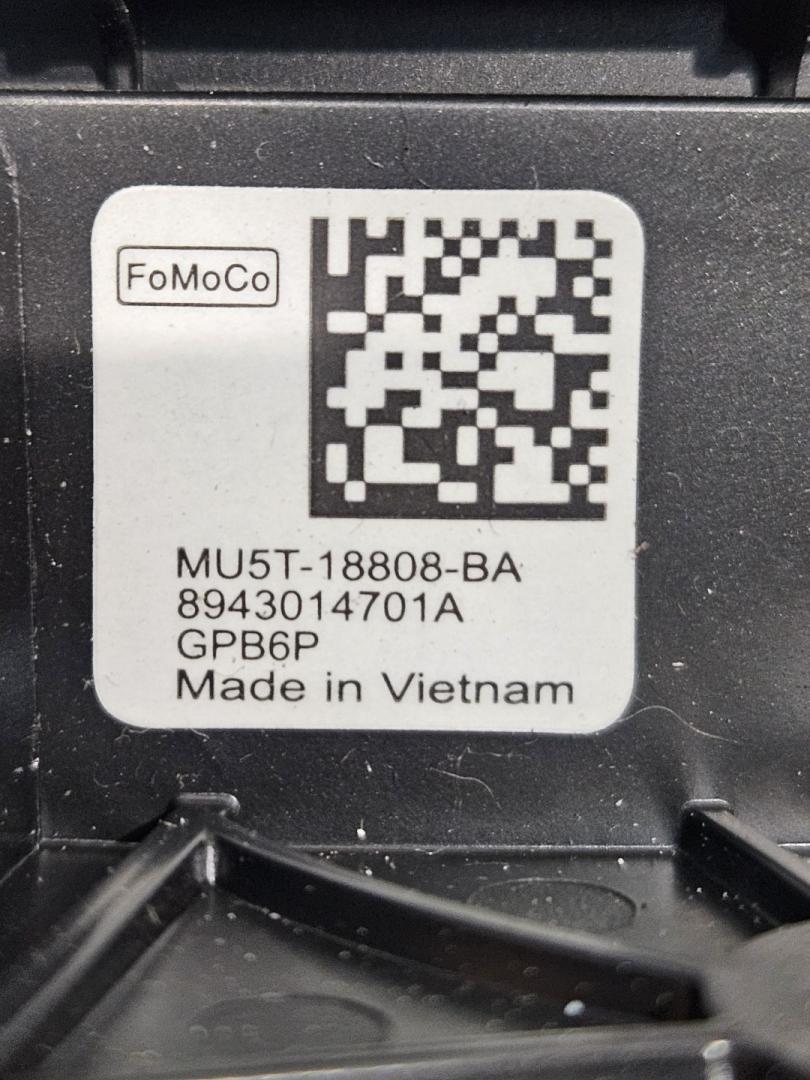 FoMoCo
MU5T-18808-BA
8943014701A
GPB6P
Made in Vietnam